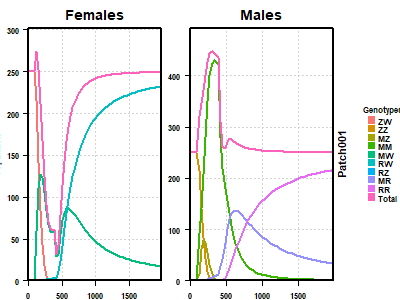 Females
Males
300
250
200
150
100
50
0
0
500
1000
1500
400
300
200
100
0
0
500
1000
1500
Patch001
Genotypes
ZW
ZZ
MZ
MM
MW
RW
RZ
MR
RR
Total